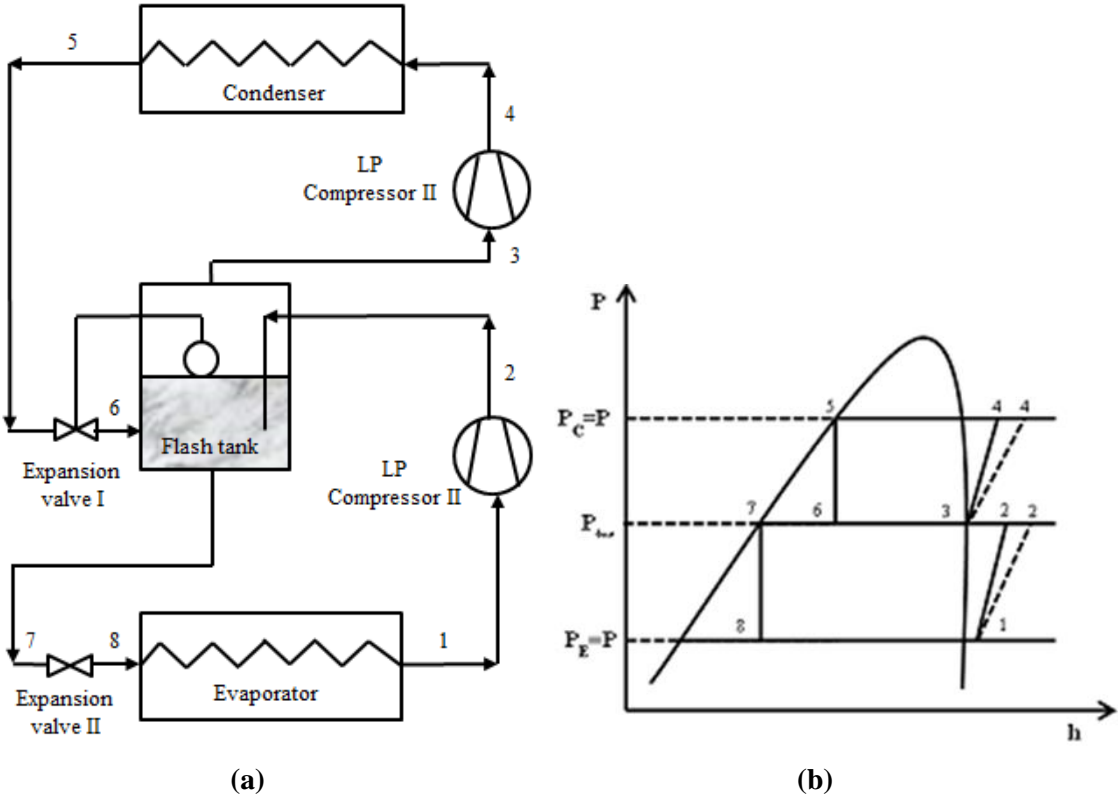 5
Condenser
4
LP
Compressor II
3
2
6
Flash tank
Expansion
valve I
LP
Compressor II
7
8
1
Evaporator
Expansion
valve II
(a)
P
5
4
4
P_C=P
7
6
3
2
2
8
1
P_E=P
h
(b)